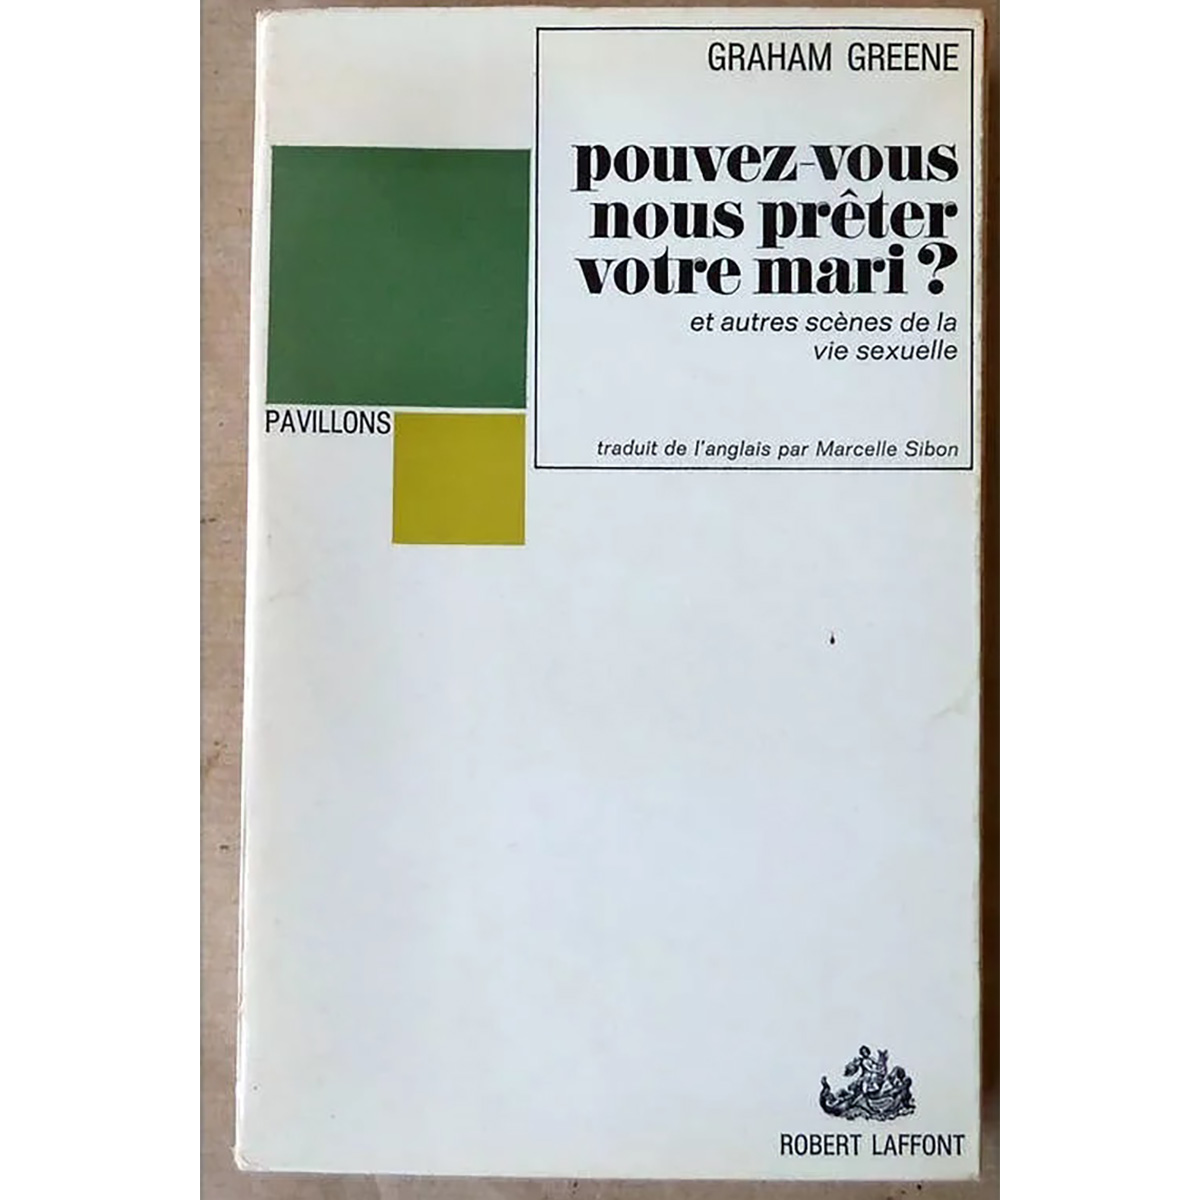 GRAHAM GREENE
pouvez-vous
nous prêter
votre mari?
et autres scènes de la
vie sexuelle
PAVILLONS
traduit de l'anglais par Marcelle Sibon
ROBERT LAFFONT